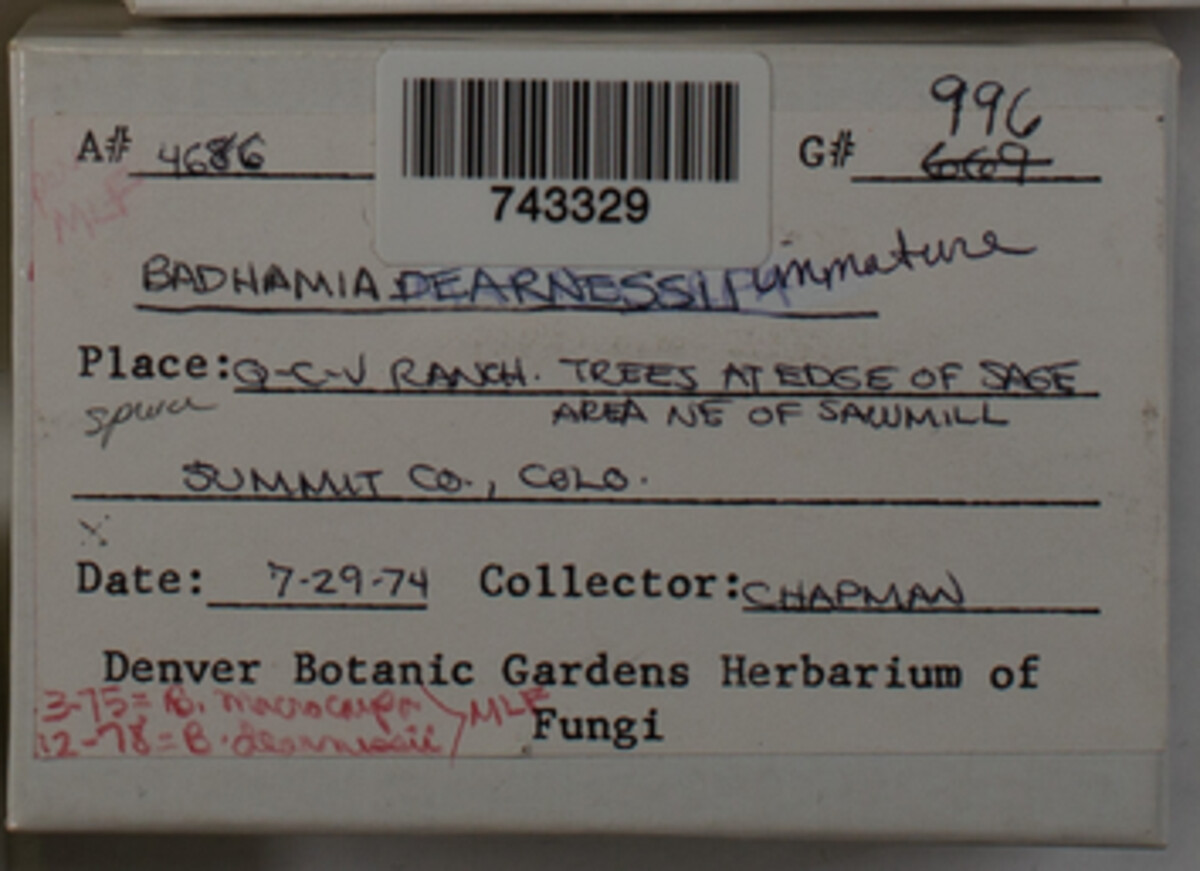 996
A# 4686
G# 669
743329
MLF
BADHAMIA DEARNESSII immature
Place: Q-C-J RANCH. TREES AT EDGE OF SAGE
AREA NE OF SAWMILL
SUMMIT CO., COLO.
X
Date: 7-29-74 Collector: CHAPMAN
Denver Botanic Gardens Herbarium of
Fungi
3-75 = B. macrocarpa } MLF
12-78 = B. dearnessii